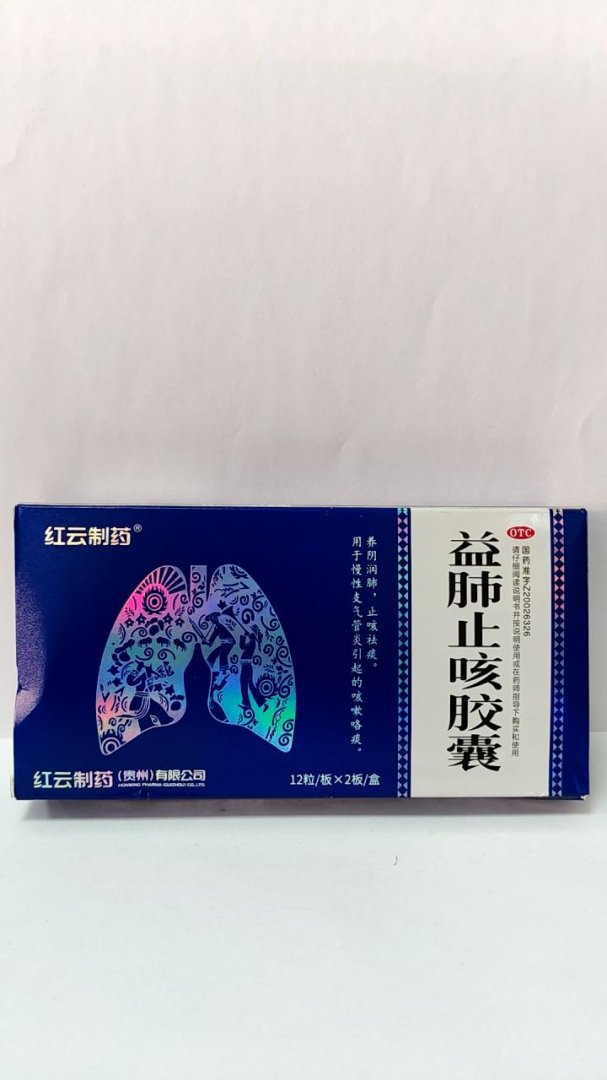 红云制药®
养阴润肺，止咳祛痰。
用于慢性支气管炎引起的咳嗽咯痰。
红云制药(贵州)有限公司
HONWING PHARMA (GUIZHOU) CO.,LTD.
12粒/板×2板/盒
OTC
国药准字Z20026326
请仔细阅读说明书并按说明使用或在药师指导下购买和使用
益肺止咳胶囊